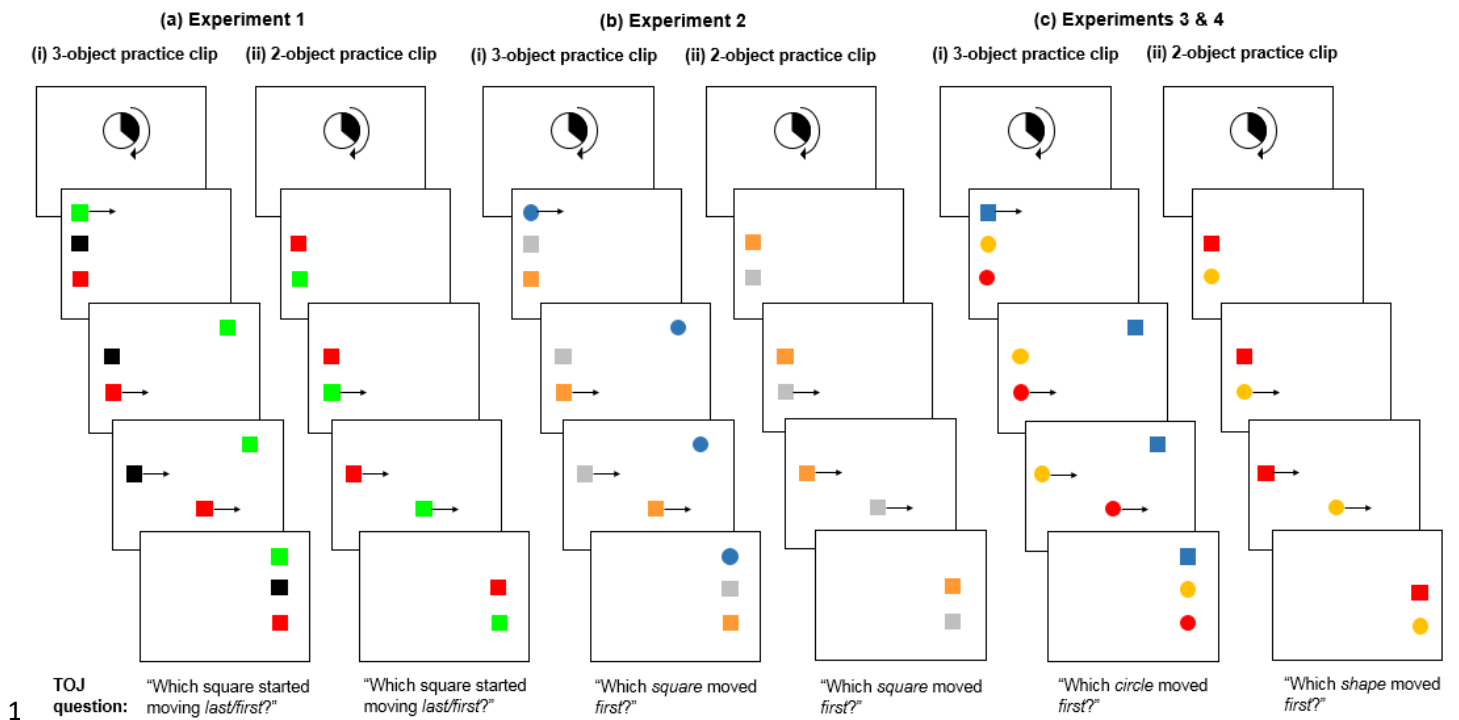 (a) Experiment 1
(b) Experiment 2
(c) Experiments 3 & 4
(i) 3-object practice clip
(ii) 2-object practice clip
(i) 3-object practice clip
(ii) 2-object practice clip
(i) 3-object practice clip
(ii) 2-object practice clip
1
TOJ
question:
“Which square started
moving last/first?”
“Which square started
moving last/first?”
“Which square moved
first?”
“Which square moved
first?”
“Which circle moved
first?”
“Which shape moved
first?”